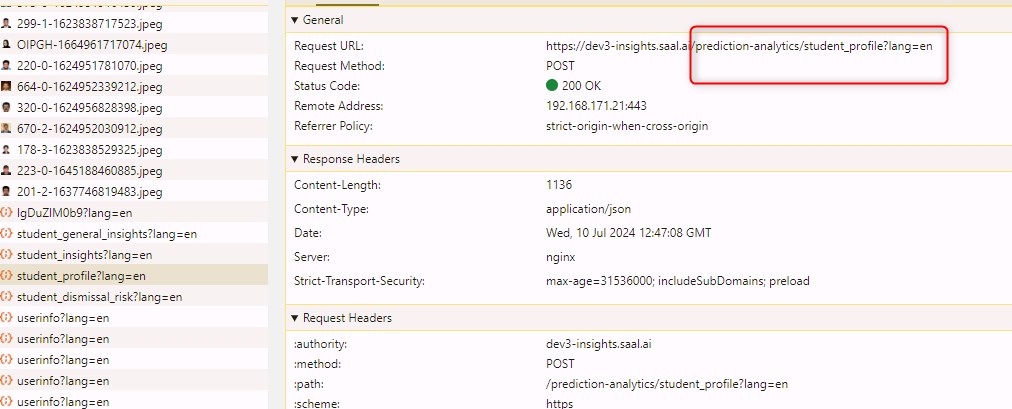 299-1-1623838717523.jpeg
OIPGH-1664961717074.jpeg
220-0-1624951781070.jpeg
664-0-1624952339212.jpeg
320-0-1624956828398.jpeg
670-2-1624952030912.jpeg
178-3-1623838529325.jpeg
223-0-1645188460885.jpeg
201-2-1637746819483.jpeg
IgDuZIM0b9?lang=en
student_general_insights?lang=en
student_insights?lang=en
student_profile?lang=en
student_dismissal_risk?lang=en
userinfo?lang=en
userinfo?lang=en
userinfo?lang=en
userinfo?lang=en
userinfo?lang=en
General
Request URL: https://dev3-insights.saal.ai/prediction-analytics/student_profile?lang=en
Request Method: POST
Status Code: 200 OK
Remote Address: 192.168.171.21:443
Referrer Policy: strict-origin-when-cross-origin
Response Headers
Content-Length: 1136
Content-Type: application/json
Date: Wed, 10 Jul 2024 12:47:08 GMT
Server: nginx
Strict-Transport-Security: max-age=31536000; includeSubDomains; preload
Request Headers
:authority: dev3-insights.saal.ai
:method: POST
:path: /prediction-analytics/student_profile?lang=en
:scheme: https